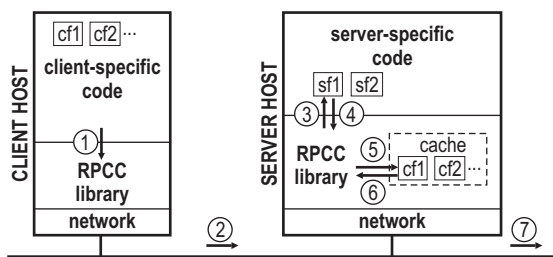 CLIENT HOST
cf1 cf2 ...
client-specific
code
1
RPCC
library
network
2
SERVER HOST
server-specific
code
sf1 sf2
3 4
RPCC
library
5
6
cache
cf1 cf2 ...
network
7